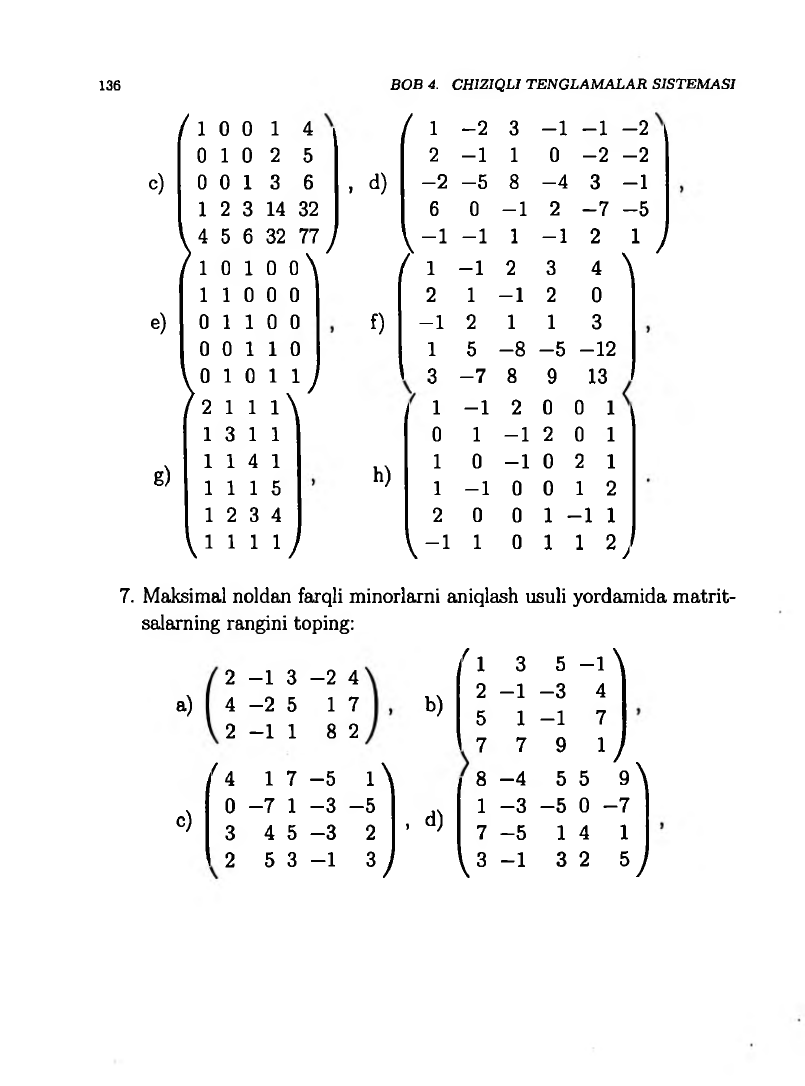 136 BOB 4. CHIZIQLI TENGLAMALAR SISTEMASI
1 0 0 1 4 1 -2 3 -1 -1 -2
0 1 0 2 5 2 -1 1 0 -2 -2
c) 0 0 1 3 6 , d) -2 -5 8 -4 3 -1 ,
1 2 3 14 32 6 0 -1 2 -7 -5
4 5 6 32 77 -1 -1 1 -1 2 1
1 0 1 0 0 1 -1 2 3 4
1 1 0 0 0 2 1 -1 2 0
e) 0 1 1 0 0 , f) -1 2 1 1 3 ,
0 0 1 1 0 1 5 -8 -5 -12
0 1 0 1 1 3 -7 8 9 13
2 1 1 1 1 -1 2 0 0 1
1 3 1 1 0 1 -1 2 0 1
1 1 4 1 1 0 -1 0 2 1
g) , h) .
1 1 1 5 1 -1 0 0 1 2
1 2 3 4 2 0 0 1 -1 1
1 1 1 1 -1 1 0 1 1 2
7. Maksimal noldan farqli minorlarni aniqlash usuli yordamida matrit-
salarning rangini toping:
1 3 5 -1
2 -1 3 -2 4 2 -1 -3 4
a) 4 -2 5 1 7 , b) ,
2 -1 1 8 2 5 1 -1 7
7 7 9 1
4 1 7 -5 1 8 -4 5 5 9
0 -7 1 -3 -5 1 -3 -5 0 -7
c) , d) ,
3 4 5 -3 2 7 -5 1 4 1
2 5 3 -1 3 3 -1 3 2 5